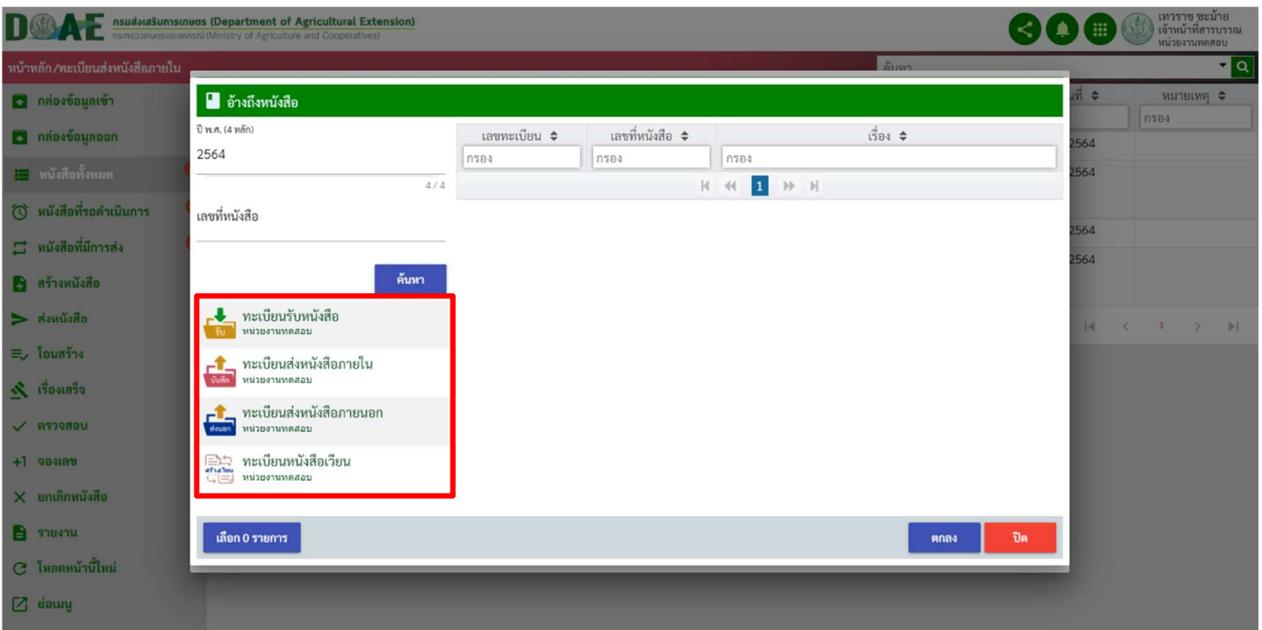 DOAE กรมส่งเสริมการเกษตร (Department of Agricultural Extension)
กระทรวงเกษตรและสหกรณ์ (Ministry of Agriculture and Cooperatives)
เทวราช ชะม้าย
เจ้าหน้าที่สารบรรณ
หน่วยงานทดสอบ
หน้าหลัก/ทะเบียนส่งหนังสือภายใน
ค้นหา
กล่องข้อมูลเข้า
กล่องข้อมูลออก
หนังสือทั้งหมด
หนังสือที่รอดำเนินการ
หนังสือที่มีการส่ง
สร้างหนังสือ
ส่งหนังสือ
โอนสร้าง
เรื่องเสร็จ
ตรวจสอบ
+1 จองเลข
ยกเลิกหนังสือ
รายงาน
โหลดหน้านี้ใหม่
ย่อเมนู
อ้างถึงหนังสือ
ปี พ.ศ. (4 หลัก)
2564
4 / 4
เลขที่หนังสือ
ค้นหา
รับ
ทะเบียนรับหนังสือ
หน่วยงานทดสอบ
บันทึก
ทะเบียนส่งหนังสือภายใน
หน่วยงานทดสอบ
ส่งนอก
ทะเบียนส่งหนังสือภายนอก
หน่วยงานทดสอบ
ทะเบียนหนังสือเวียน
หน่วยงานทดสอบ
เลขทะเบียน เลขที่หนังสือ เรื่อง
กรอง กรอง กรอง
1
เลือก 0 รายการ
ตกลง
ปิด
หมายเหตุ
กรอง
2564
2564
2564
2564
1